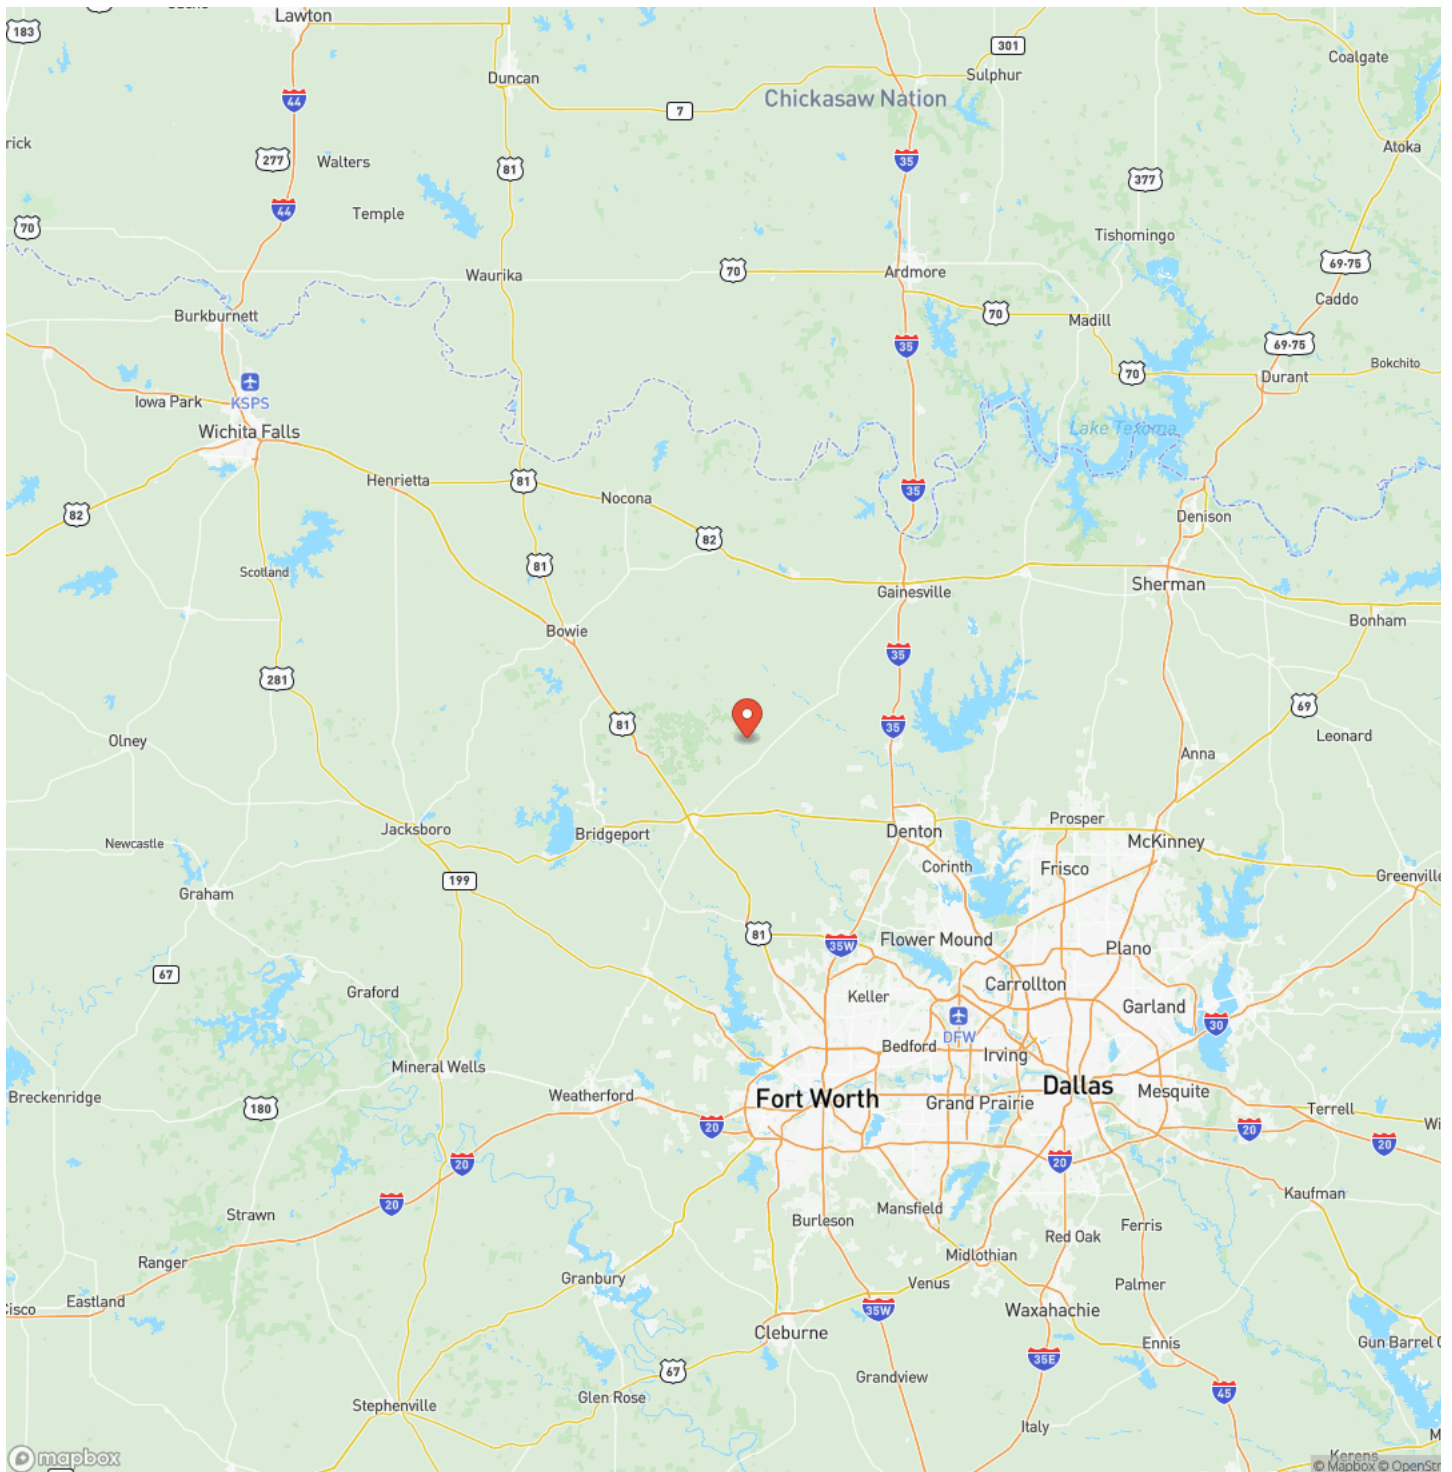 Lawton
183
301
Coalgate
Duncan
Sulphur
44
Chickasaw Nation
7
rick
277
Walters
81
35
Atoka
377
44
Temple
70
Tishomingo
69-75
Waurika
70
Ardmore
Caddo
Burkburnett
70
Madill
35
69-75
Bokchito
KSPS
Iowa Park
70
Durant
Wichita Falls
Lake Texoma
Henrietta
81
Nocona
35
82
Denison
82
81
Scotland
Gainesville
Sherman
Bowie
Bonham
35
281
69
81
35
Olney
Leonard
Anna
Jacksboro
Bridgeport
Denton
Prosper
Newcastle
McKinney
Corinth
Frisco
199
Greenville
Graham
81
35W
Flower Mound
Plano
67
Graford
Keller
Carrollton
Garland
30
DFW
Bedford
Irving
Mineral Wells
Dallas
Breckenridge
Weatherford
Fort Worth
Grand Prairie
Mesquite
180
Terrell
20
20
Wi
20
20
20
Kaufman
20
Strawn
Mansfield
Burleson
Ferris
Red Oak
Ranger
Midlothian
Granbury
Venus
Palmer
Cisco
Eastland
35W
Waxahachie
Cleburne
Ennis
Gun Barrel C
35E
67
Grandview
45
Glen Rose
Stephenville
Italy
mapbox
Kerens
© Mapbox © OpenStr